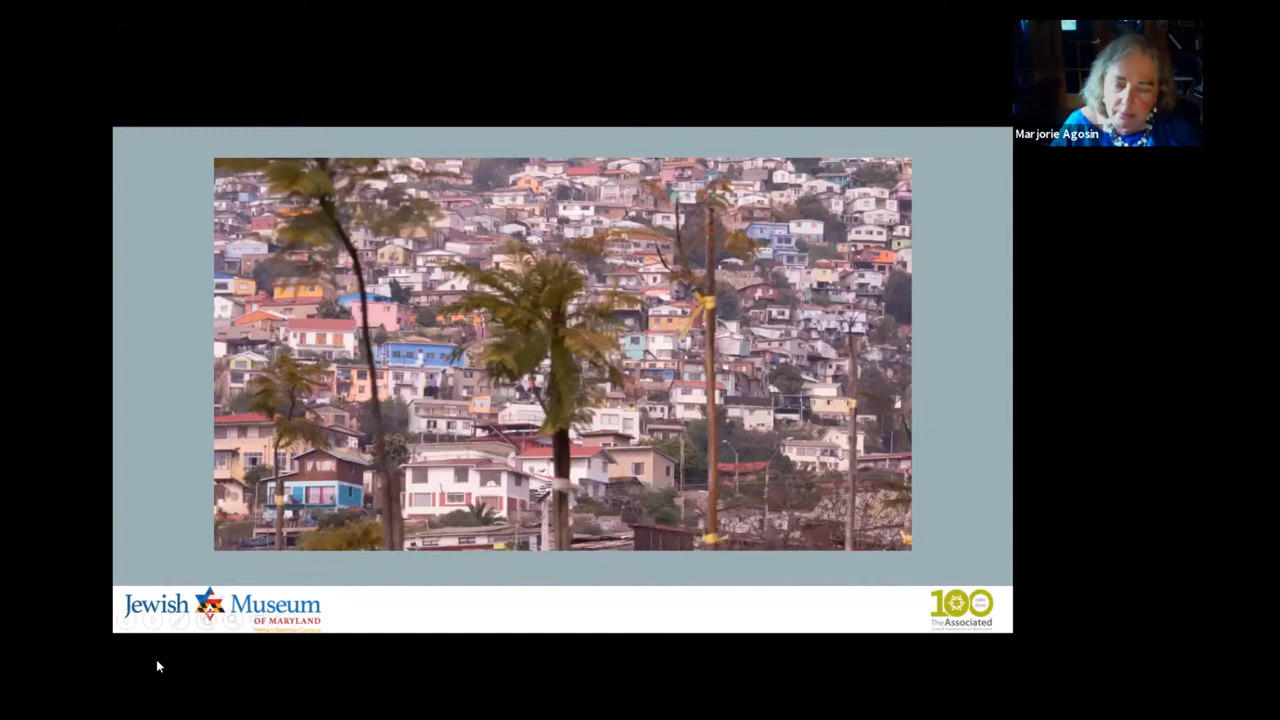 Marjorie Agosin
Jewish Museum
OF MARYLAND
100
The Associated